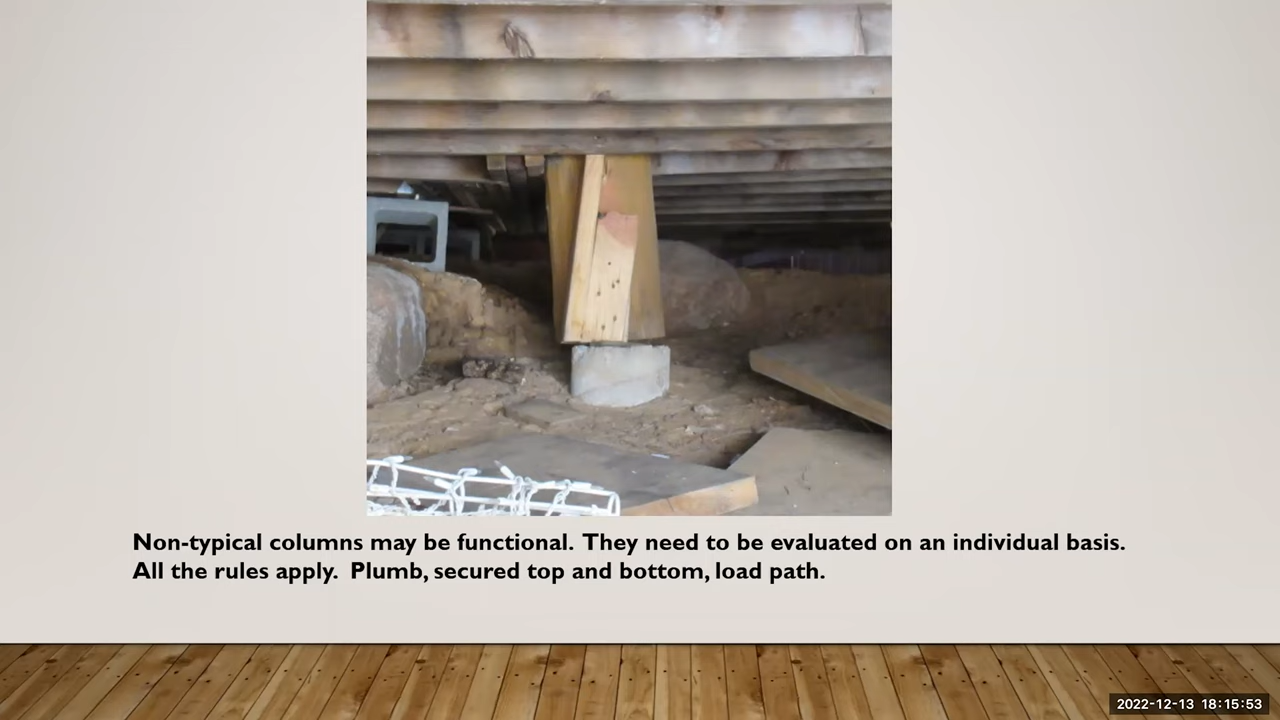 Non-typical columns may be functional. They need to be evaluated on an individual basis.
All the rules apply. Plumb, secured top and bottom, load path.
2022-12-13 18:15:53